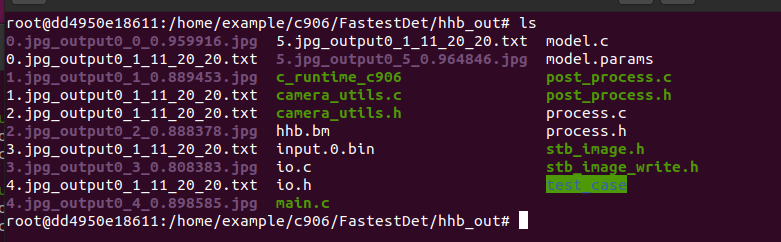 root@dd4950e18611:/home/example/c906/FastestDet/hhb_out# ls
0.jpg_output0_0_0.959916.jpg 5.jpg_output0_1_11_20_20.txt model.c
0.jpg_output0_1_11_20_20.txt 5.jpg_output0_5_0.964846.jpg model.params
1.jpg_output0_1_0.889453.jpg c_runtime_c906 post_process.c
1.jpg_output0_1_11_20_20.txt camera_utils.c post_process.h
2.jpg_output0_1_11_20_20.txt camera_utils.h process.c
2.jpg_output0_2_0.888378.jpg hhb.bm process.h
3.jpg_output0_1_11_20_20.txt input.0.bin stb_image.h
3.jpg_output0_3_0.808383.jpg io.c stb_image_write.h
4.jpg_output0_1_11_20_20.txt io.h test_case
4.jpg_output0_4_0.898585.jpg main.c
root@dd4950e18611:/home/example/c906/FastestDet/hhb_out#